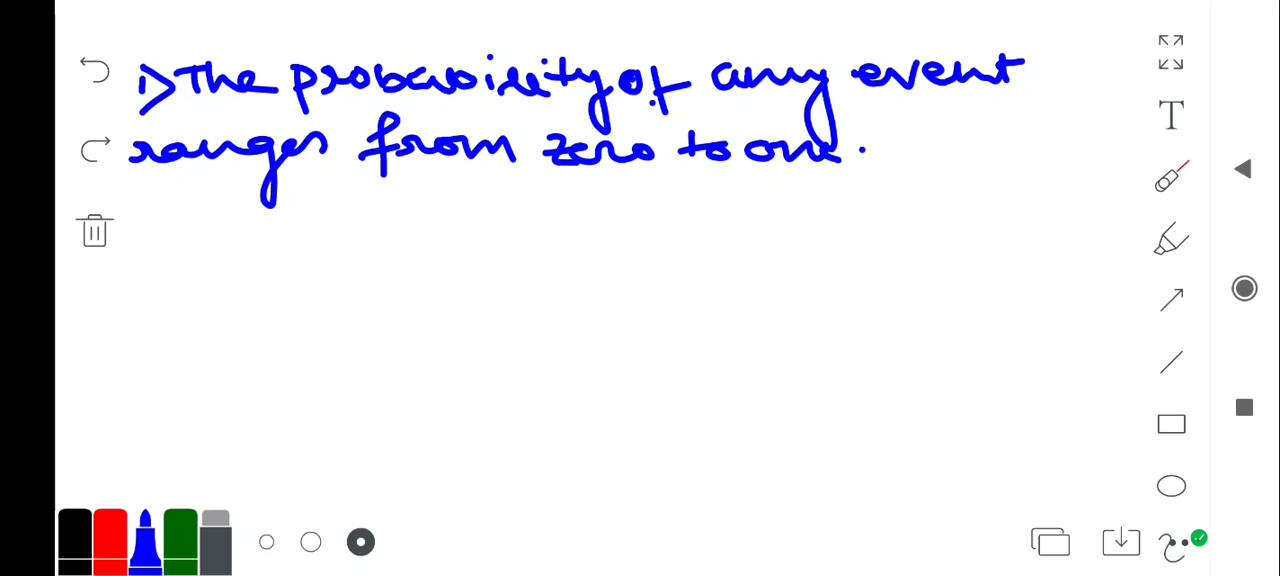 1> The probability of any event
ranges from zero to one.
T